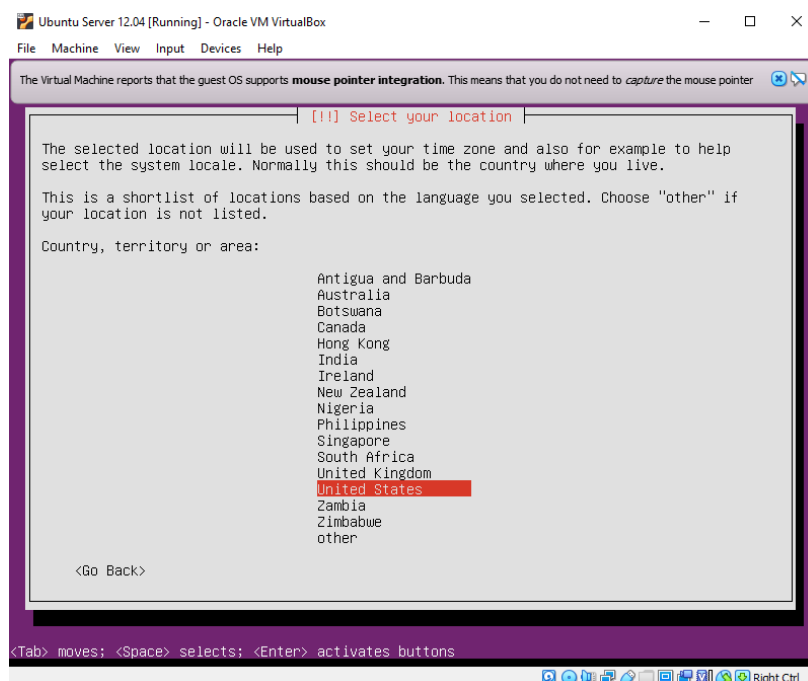 Ubuntu Server 12.04 [Running] - Oracle VM VirtualBox
File Machine View Input Devices Help
The Virtual Machine reports that the guest OS supports mouse pointer integration. This means that you do not need to capture the mouse pointer
[!!] Select your location
The selected location will be used to set your time zone and also for example to help
select the system locale. Normally this should be the country where you live.
This is a shortlist of locations based on the language you selected. Choose "other" if
your location is not listed.
Country, territory or area:
Antigua and Barbuda
Australia
Botswana
Canada
Hong Kong
India
Ireland
New Zealand
Nigeria
Philippines
Singapore
South Africa
United Kingdom
United States
Zambia
Zimbabwe
other
<Go Back>
<Tab> moves; <Space> selects; <Enter> activates buttons
Right Ctrl